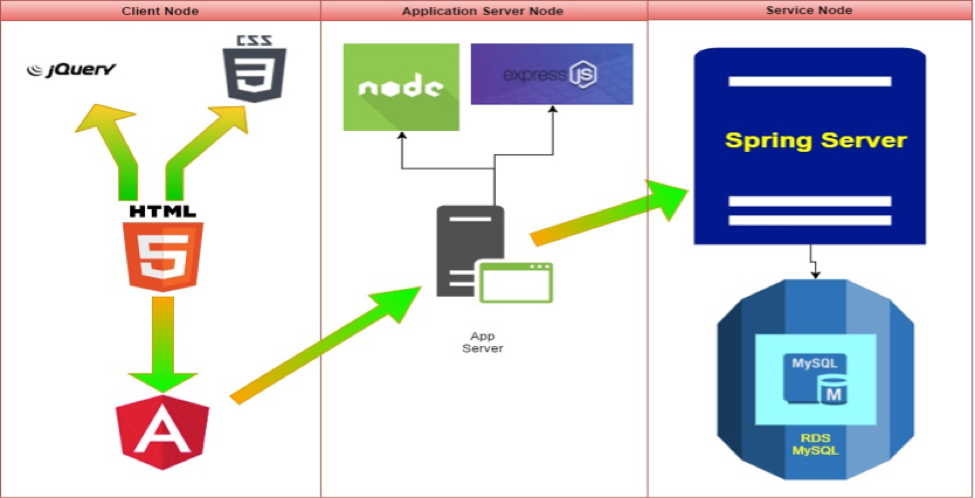 Client Node
Application Server Node
Service Node
jQuery
CSS
3
node
express JS
Spring Server
HTML
5
App
Server
A
MySQL
M
RDS
MySQL